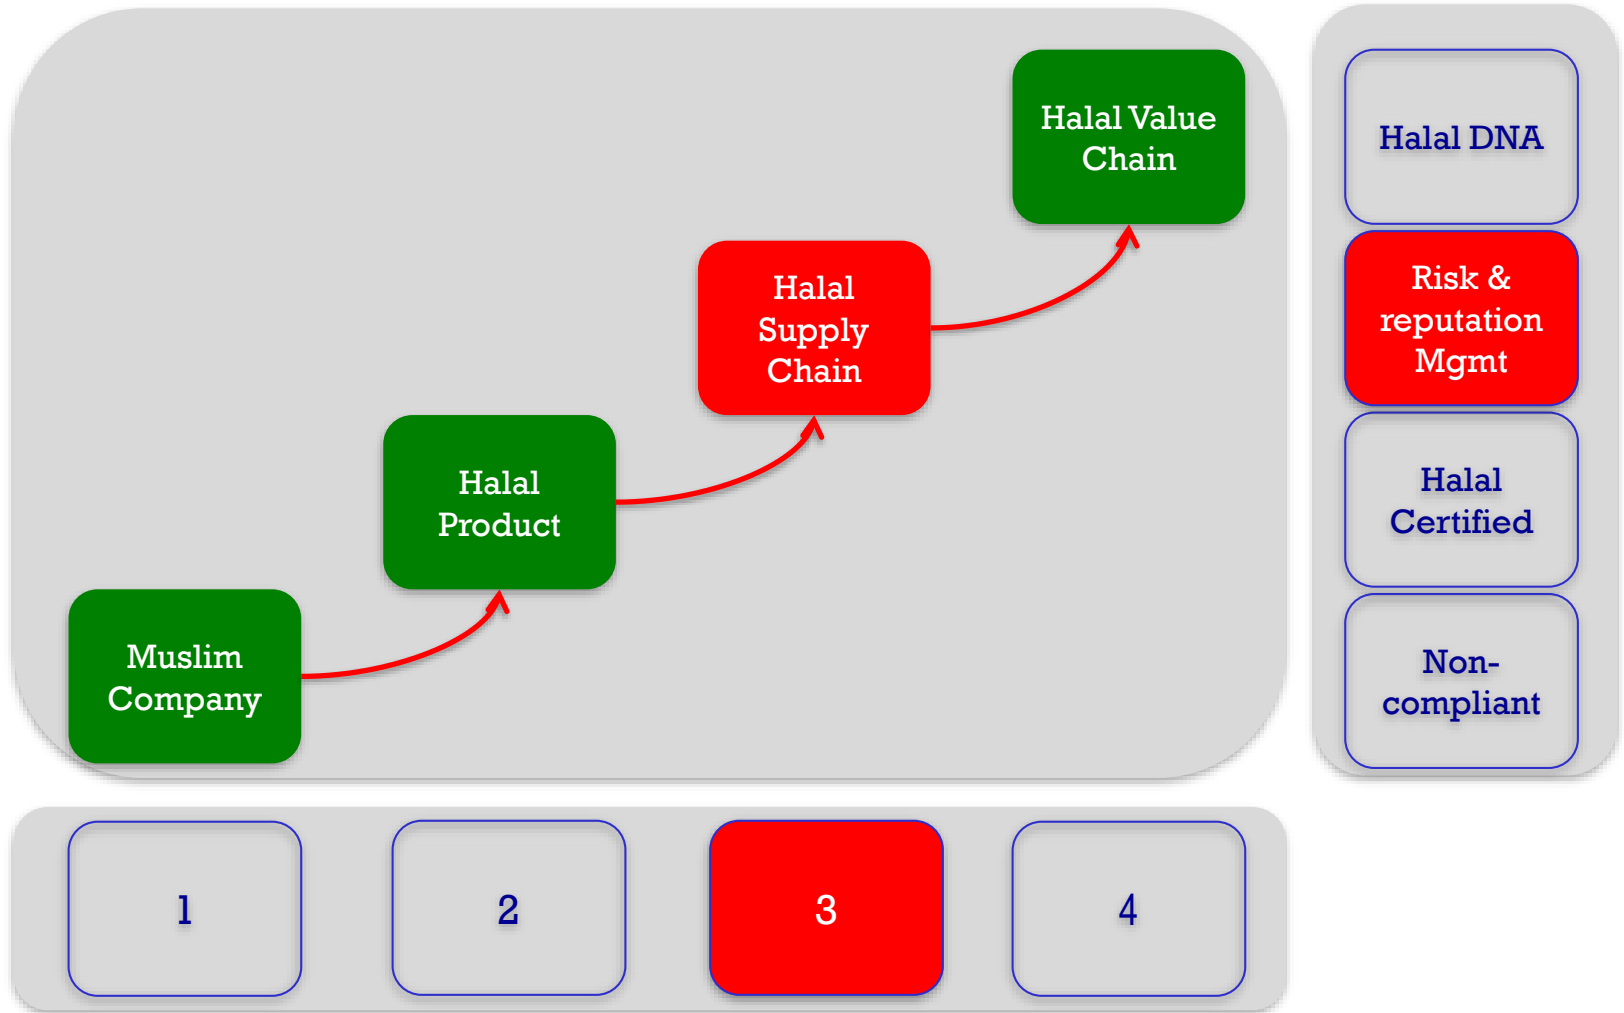 Halal Value
Chain
Halal
Supply
Chain
Halal
Product
Muslim
Company
Halal DNA
Risk &
reputation
Mgmt
Halal
Certified
Non-
compliant
1
2
3
4